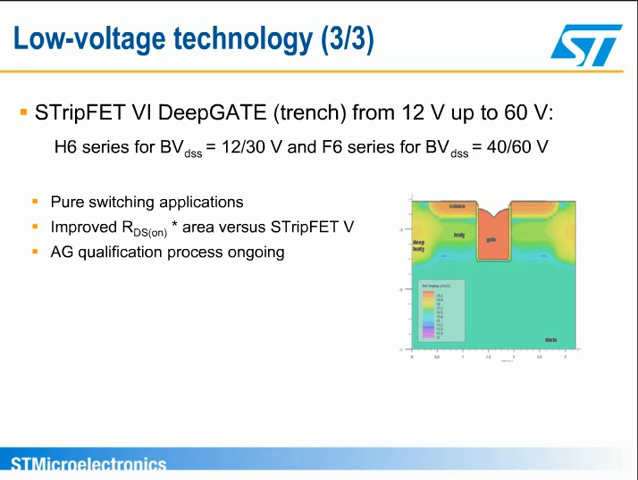 Low-voltage technology (3/3)
ST
STripFET VI DeepGATE (trench) from 12 V up to 60 V:
H6 series for BVdss = 12/30 V and F6 series for BVdss = 40/60 V
Pure switching applications
Improved RDS(on) * area versus STripFET V
AG qualification process ongoing
body
gate
deep
body
STMicroelectronics